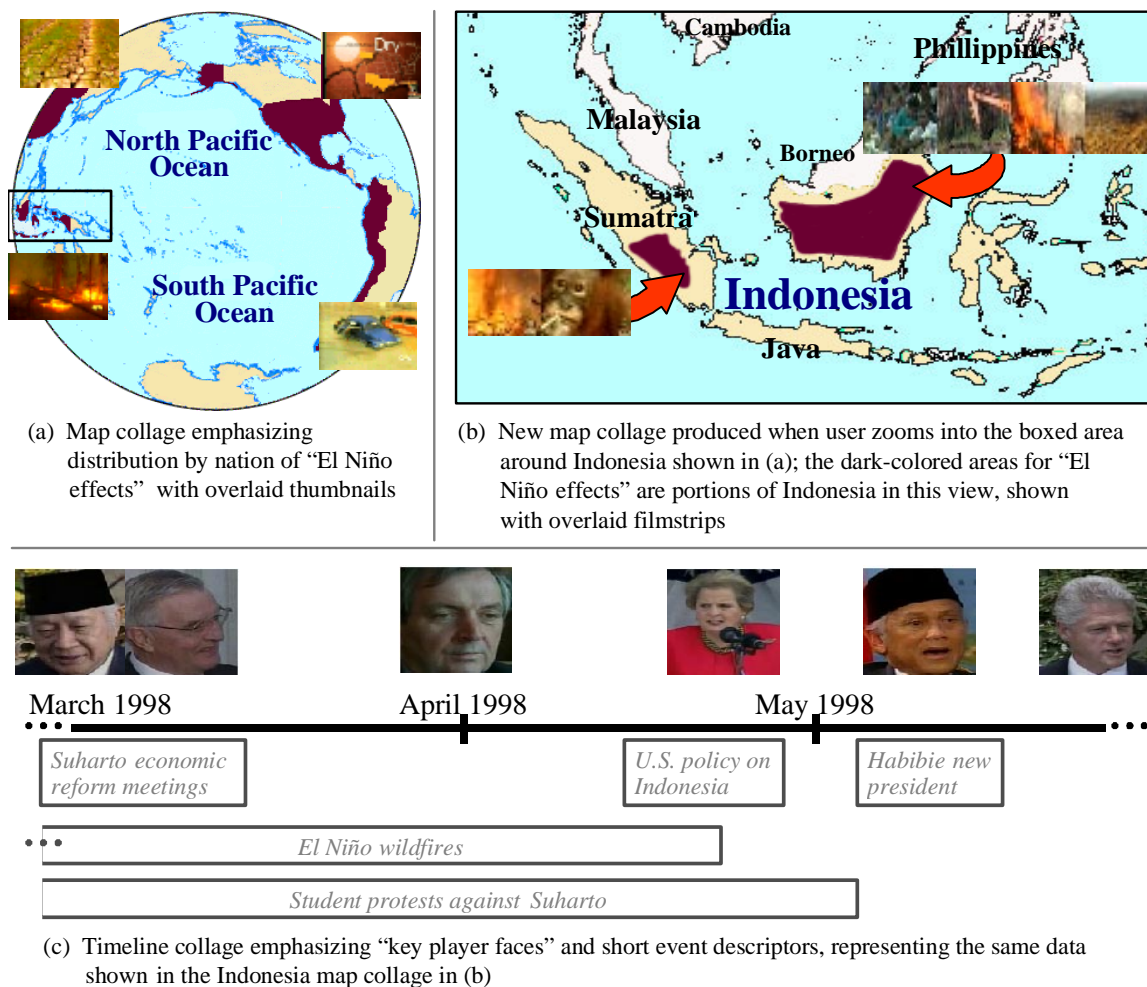 Dry
North Pacific
Ocean
South Pacific
Ocean
(a) Map collage emphasizing
distribution by nation of “El Niño
effects” with overlaid thumbnails
Cambodia
Phillippines
Malaysia
Borneo
Sumatra
Indonesia
Java
(b) New map collage produced when user zooms into the boxed area
around Indonesia shown in (a); the dark-colored areas for “El
Niño effects” are portions of Indonesia in this view, shown
with overlaid filmstrips
March 1998
April 1998
May 1998
Suharto economic
reform meetings
U.S. policy on
Indonesia
Habibie new
president
El Niño wildfires
Student protests against Suharto
(c) Timeline collage emphasizing “key player faces” and short event descriptors, representing the same data
shown in the Indonesia map collage in (b)